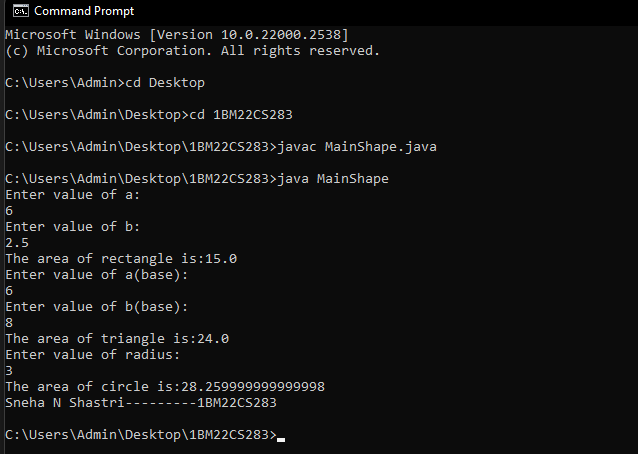 Command Prompt
Microsoft Windows [Version 10.0.22000.2538]
(c) Microsoft Corporation. All rights reserved.
C:\Users\Admin>cd Desktop
C:\Users\Admin\Desktop>cd 1BM22CS283
C:\Users\Admin\Desktop\1BM22CS283>javac MainShape.java
C:\Users\Admin\Desktop\1BM22CS283>java MainShape
Enter value of a:
6
Enter value of b:
2.5
The area of rectangle is:15.0
Enter value of a(base):
6
Enter value of b(base):
8
The area of triangle is:24.0
Enter value of radius:
3
The area of circle is:28.259999999999998
Sneha N Shastri---------1BM22CS283
C:\Users\Admin\Desktop\1BM22CS283>